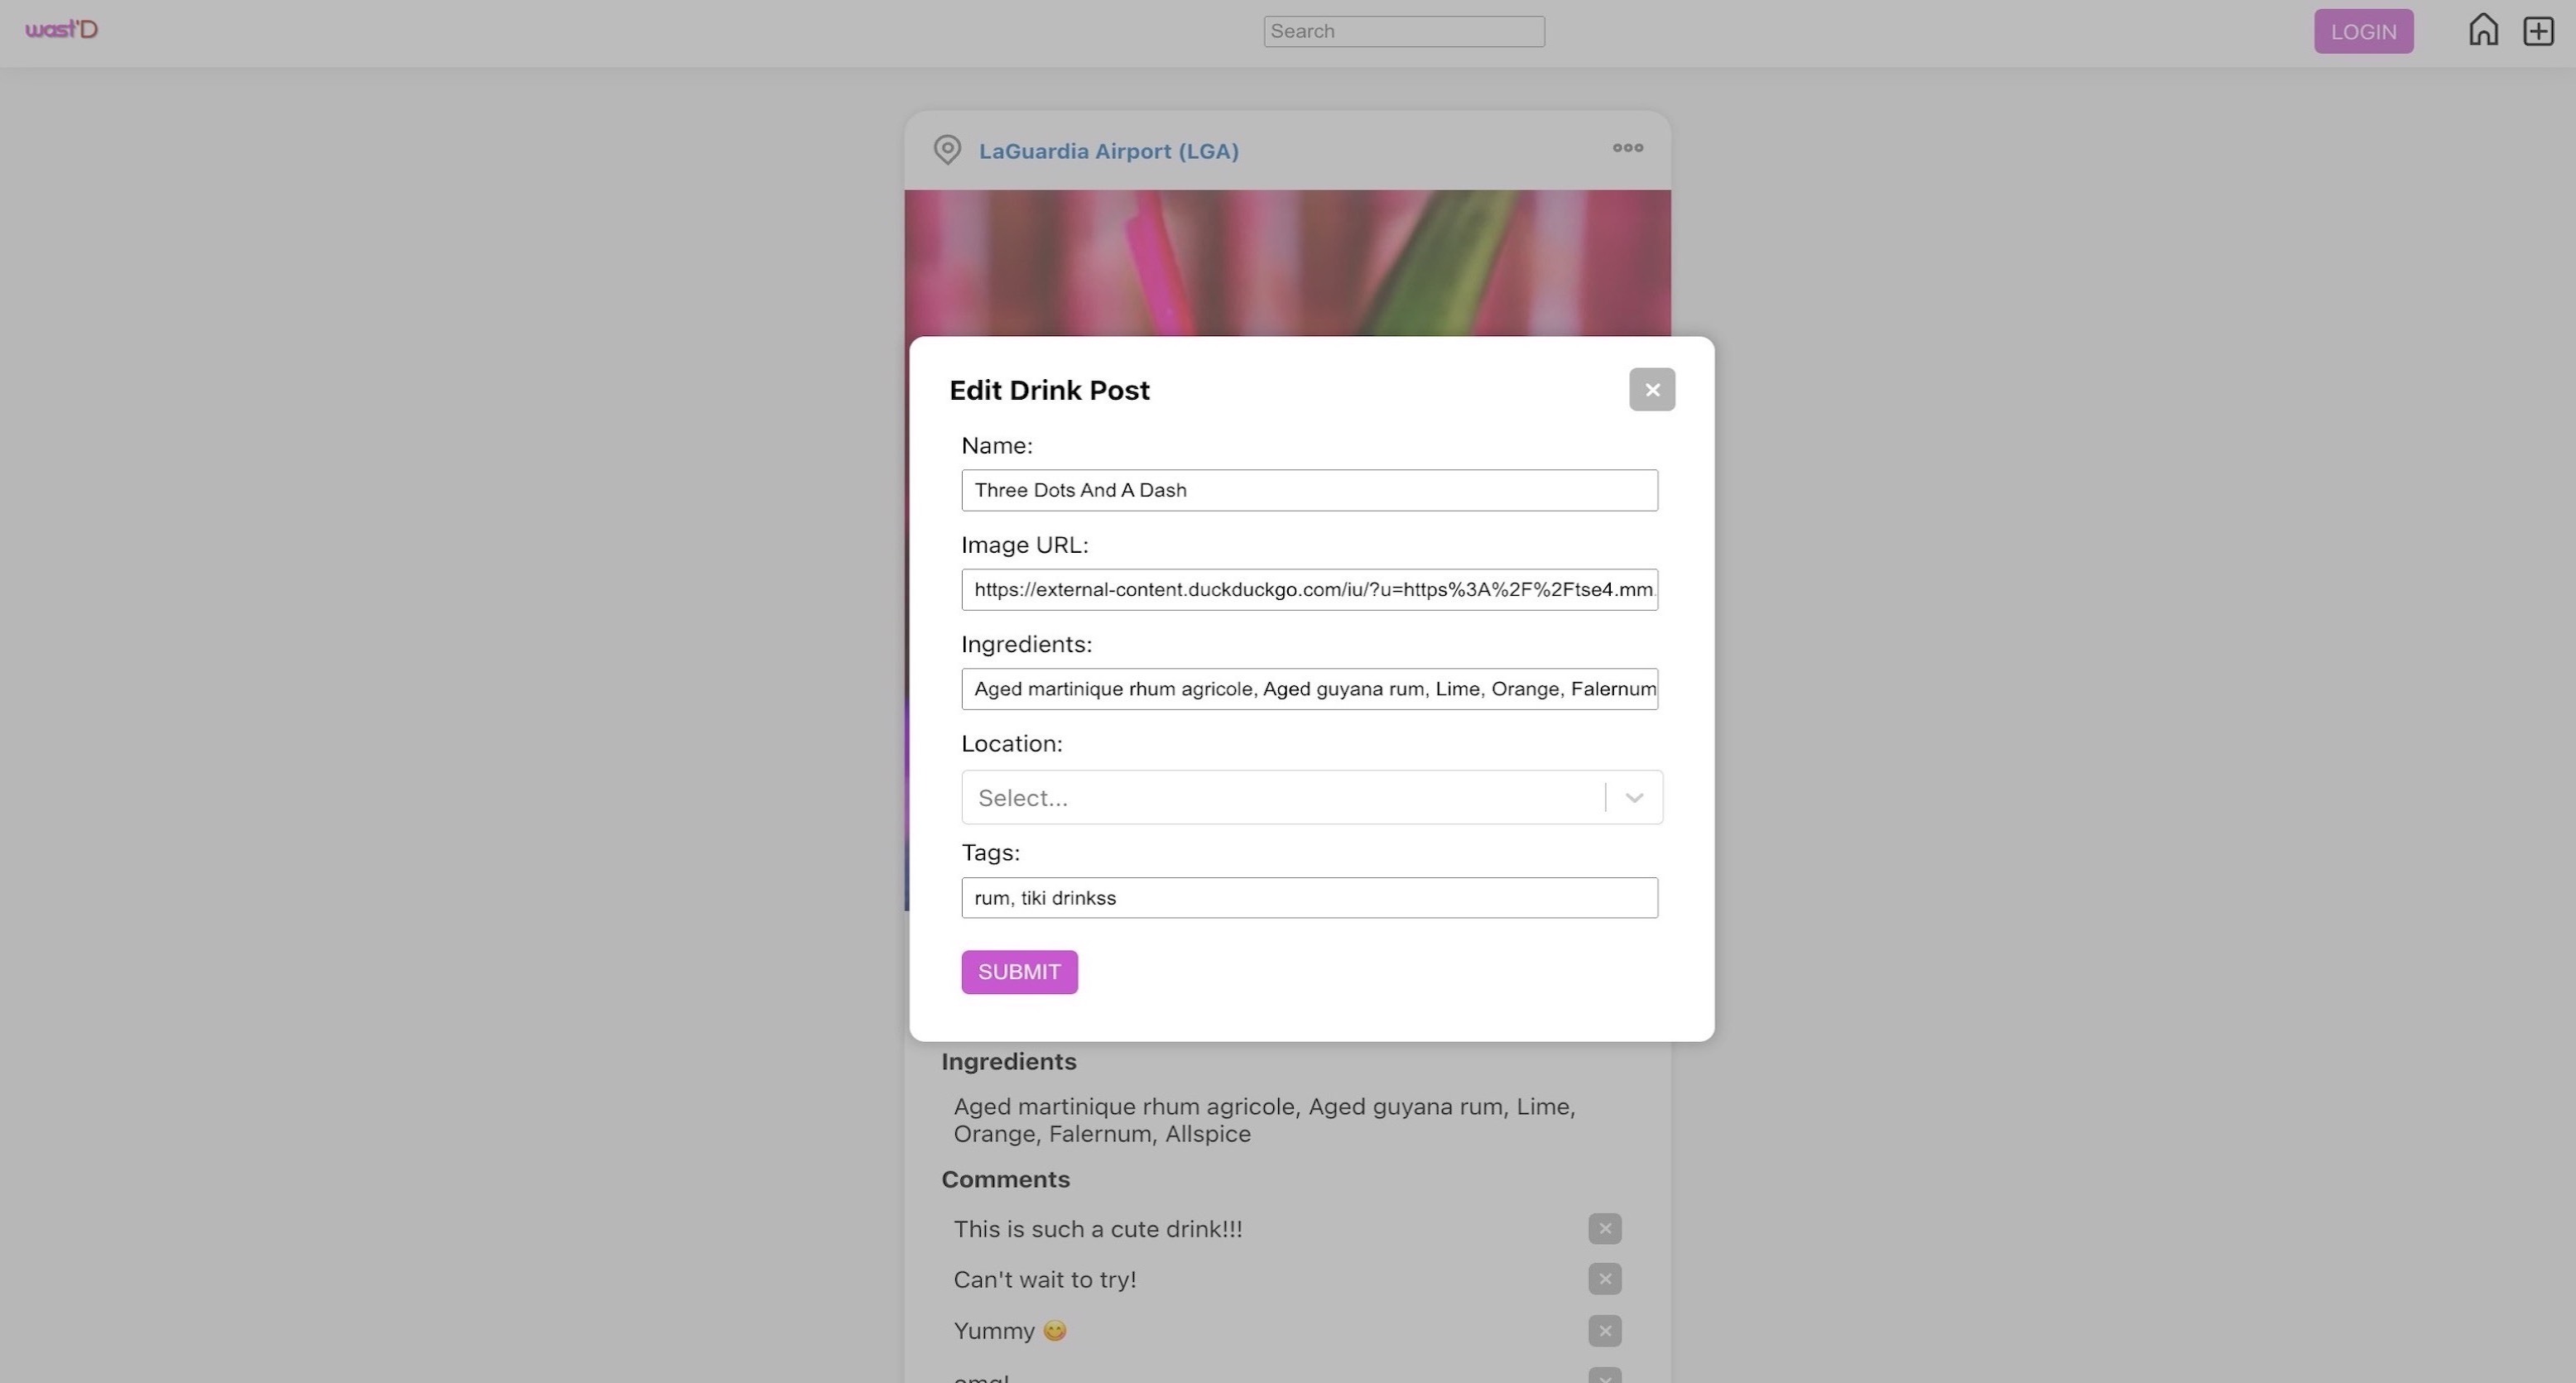 wast'D
Search
LOGIN
LaGuardia Airport (LGA)
Edit Drink Post
Name:
Three Dots And A Dash
Image URL:
https://external-content.duckduckgo.com/iu/?u=https%3A%2F%2Ftse4.mm.
Ingredients:
Aged martinique rhum agricole, Aged guyana rum, Lime, Orange, Falernum
Location:
Select...
Tags:
rum, tiki drinkss
SUBMIT
Ingredients
Aged martinique rhum agricole, Aged guyana rum, Lime,
Orange, Falernum, Allspice
Comments
This is such a cute drink!!!
Can't wait to try!
Yummy 😋
omg!